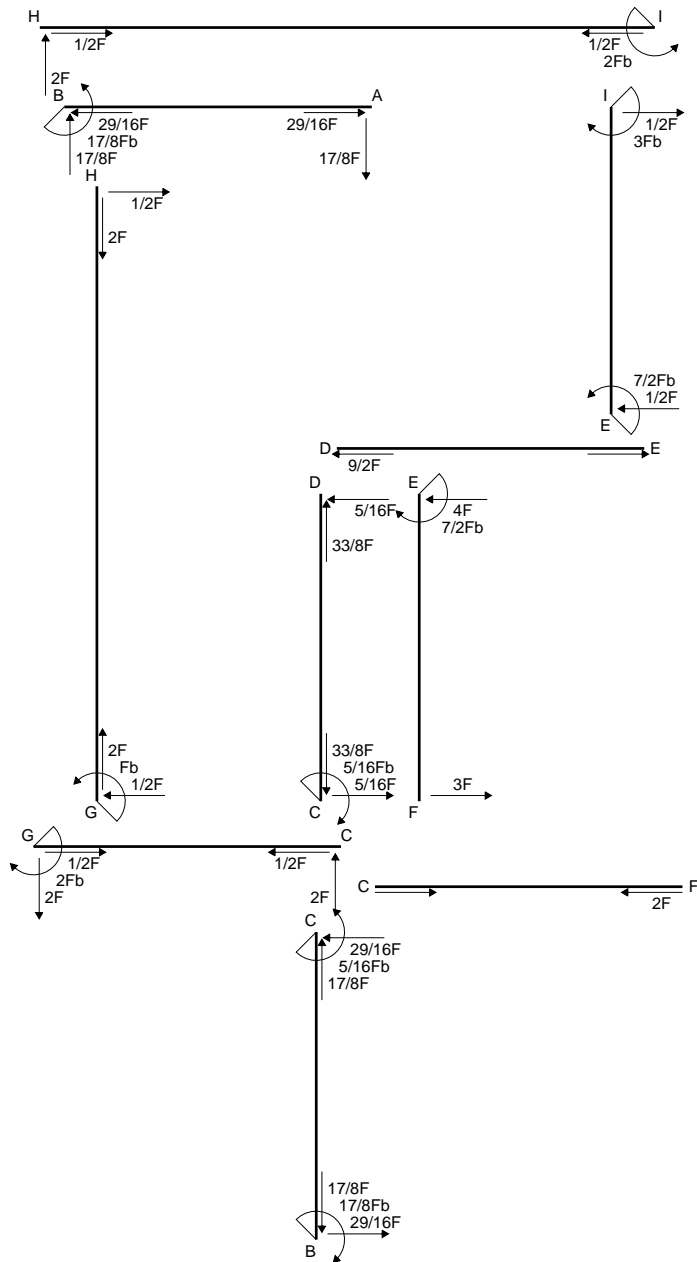 H
I
1/2F
1/2F
2Fb
2F
B
A
I
29/16F
29/16F
1/2F
17/8Fb
3Fb
17/8F
17/8F
H
1/2F
2F
7/2Fb
1/2F
E
D
E
9/2F
D
E
5/16F
4F
7/2Fb
33/8F
2F
33/8F
Fb
5/16Fb
1/2F
5/16F
3F
G
C
F
G
C
1/2F
1/2F
2Fb
2F
2F
C
F
2F
C
29/16F
5/16Fb
17/8F
17/8F
17/8Fb
29/16F
B